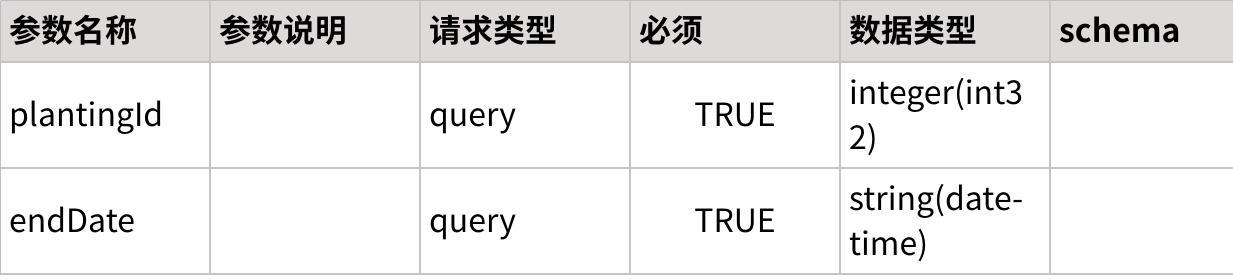 参数名称 参数说明 请求类型 必须 数据类型 schema
plantingId query TRUE integer(int3
2)
endDate query TRUE string(date-
time)